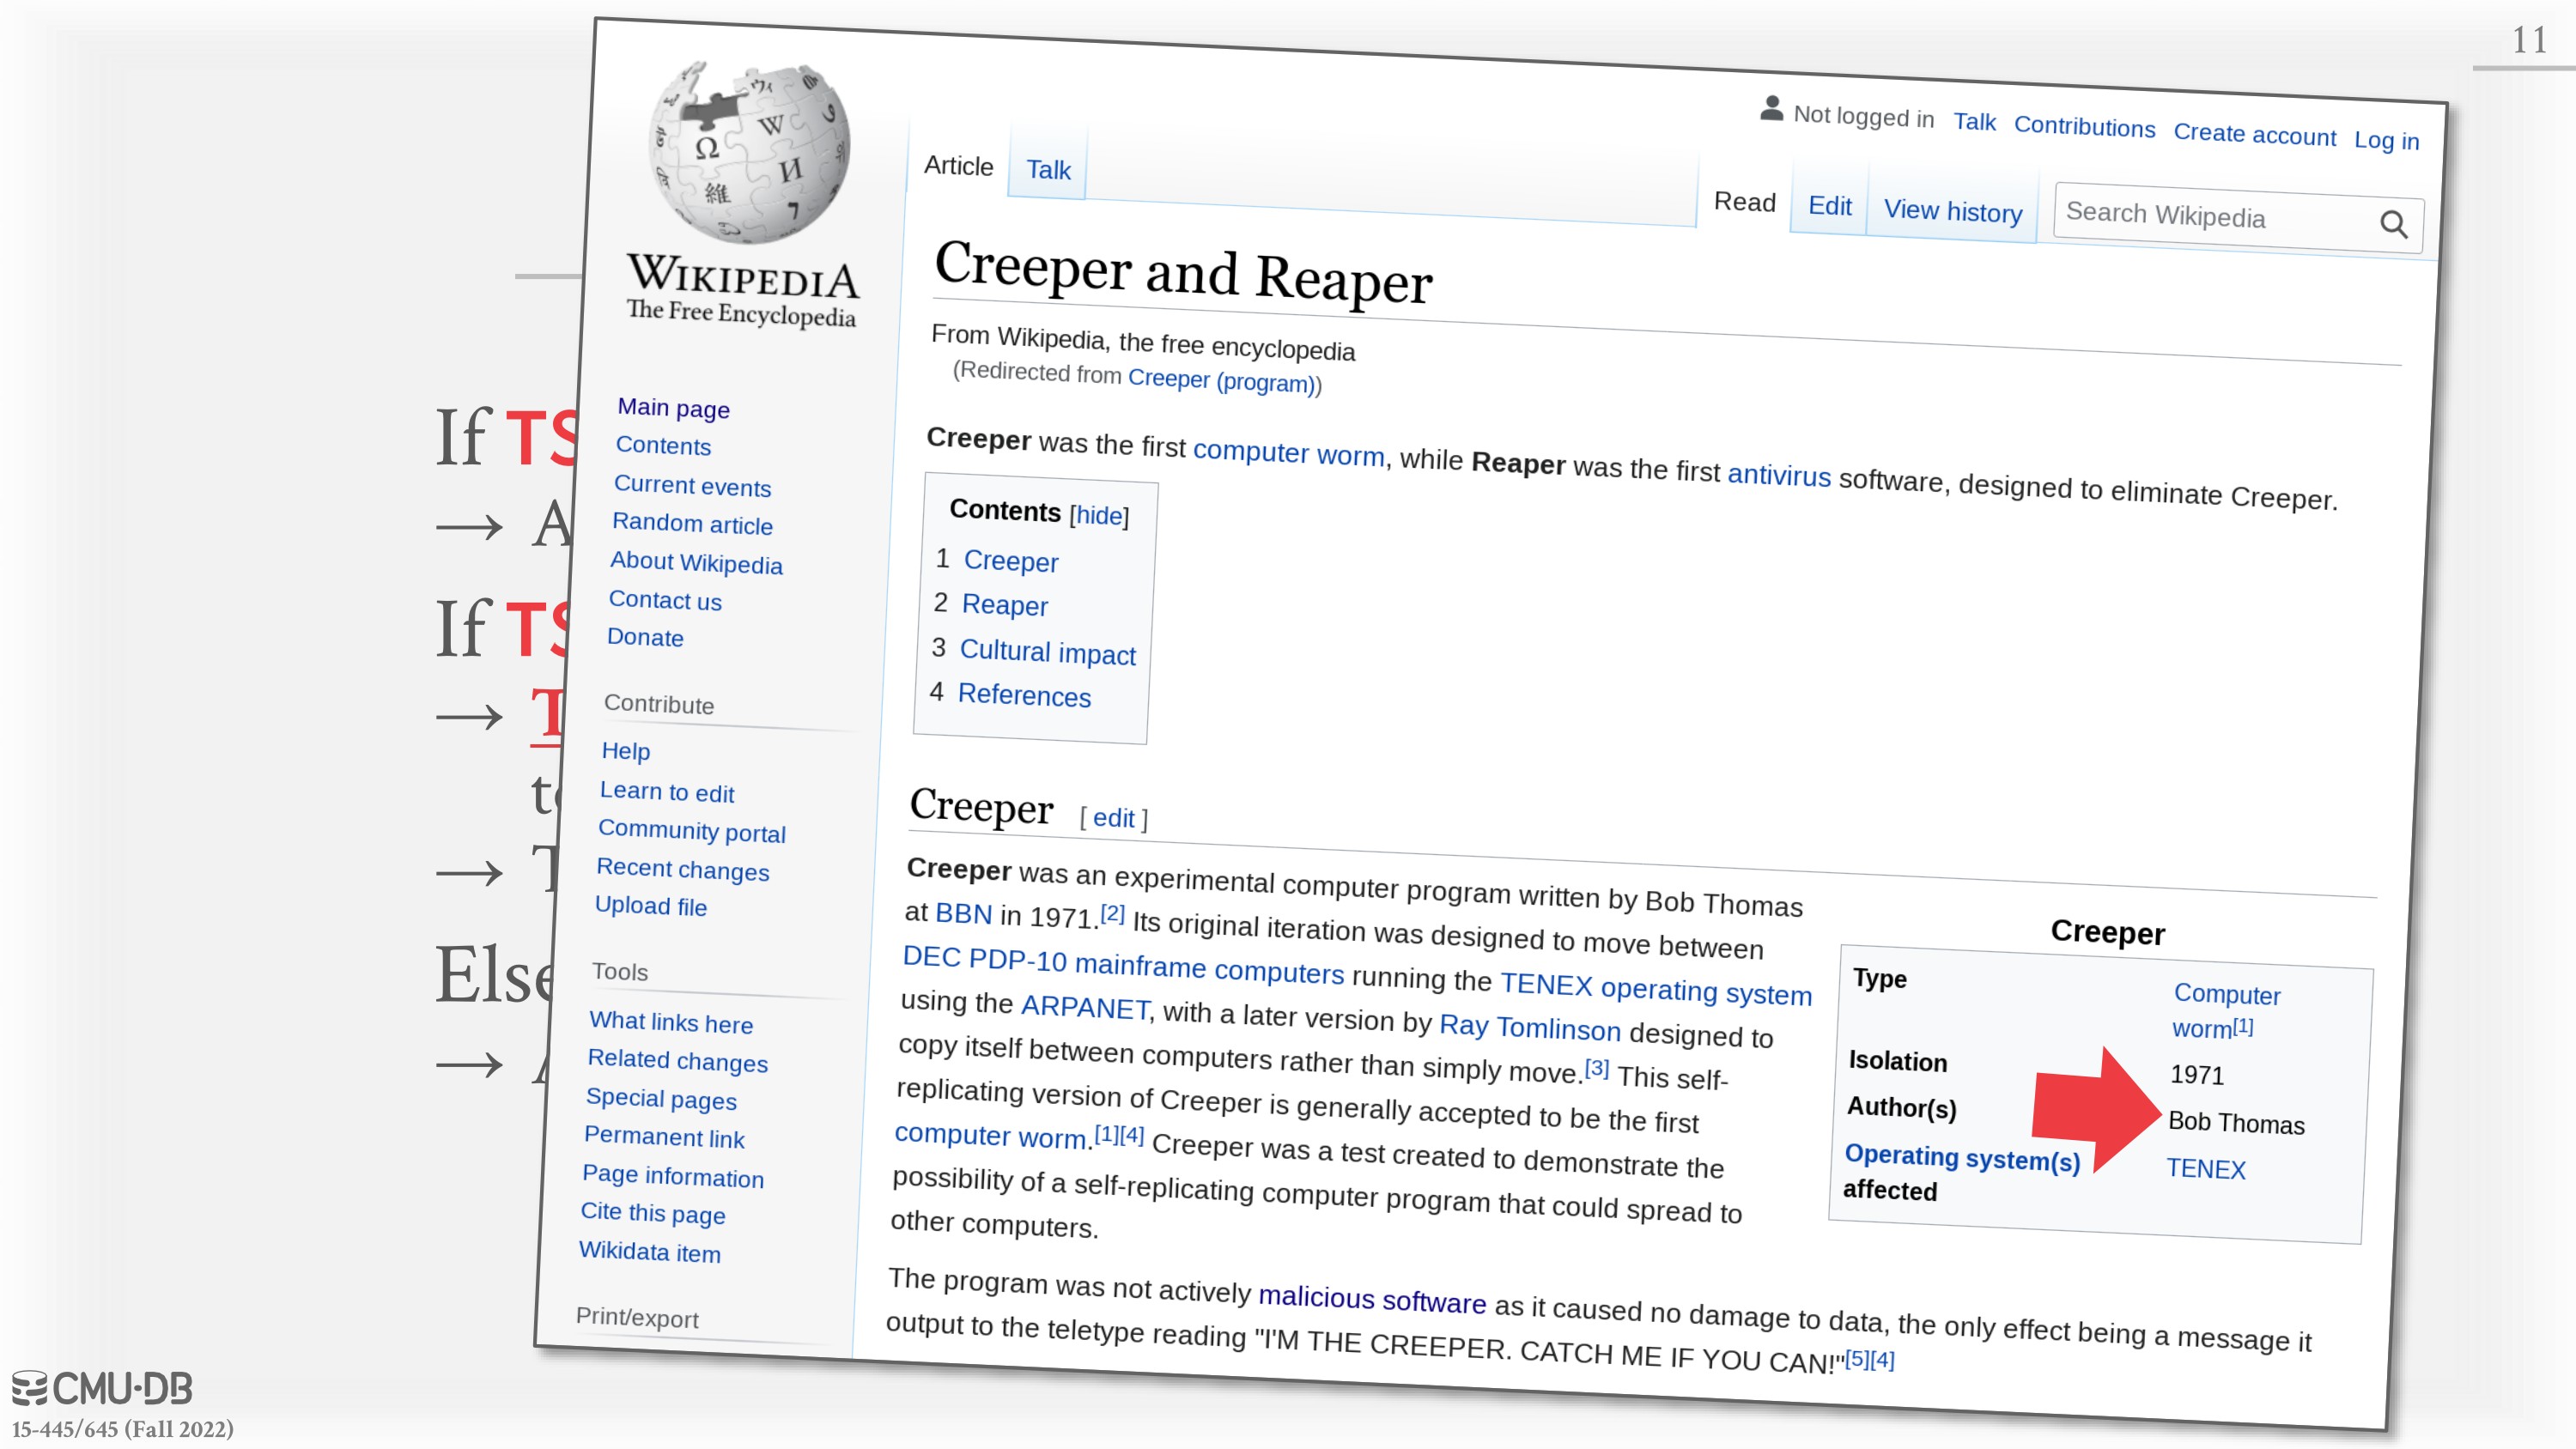 11
If TS
→ A
If TS
→ T
to
→ T
Else
→ A
WIKIPEDIA
The Free Encyclopedia
Main page
Contents
Current events
Random article
About Wikipedia
Contact us
Donate
Contribute
Help
Learn to edit
Community portal
Recent changes
Upload file
Tools
What links here
Related changes
Special pages
Permanent link
Page information
Cite this page
Wikidata item
Print/export
Not logged in Talk Contributions Create account Log in
Article Talk Read Edit View history Search Wikipedia
Creeper and Reaper
From Wikipedia, the free encyclopedia
(Redirected from Creeper (program))
Creeper was the first computer worm, while Reaper was the first antivirus software, designed to eliminate Creeper.
Contents [hide]
1 Creeper
2 Reaper
3 Cultural impact
4 References
Creeper [ edit ]
Creeper was an experimental computer program written by Bob Thomas
at BBN in 1971.[2] Its original iteration was designed to move between
DEC PDP-10 mainframe computers running the TENEX operating system
using the ARPANET, with a later version by Ray Tomlinson designed to
copy itself between computers rather than simply move.[3] This self-
replicating version of Creeper is generally accepted to be the first
computer worm.[1][4] Creeper was a test created to demonstrate the
possibility of a self-replicating computer program that could spread to
other computers.
Creeper
Type Computer
worm[1]
Isolation 1971
Author(s) Bob Thomas
Operating system(s) TENEX
affected
The program was not actively malicious software as it caused no damage to data, the only effect being a message it
output to the teletype reading "I'M THE CREEPER. CATCH ME IF YOU CAN!"[5][4]
CMU·DB
15-445/645 (Fall 2022)